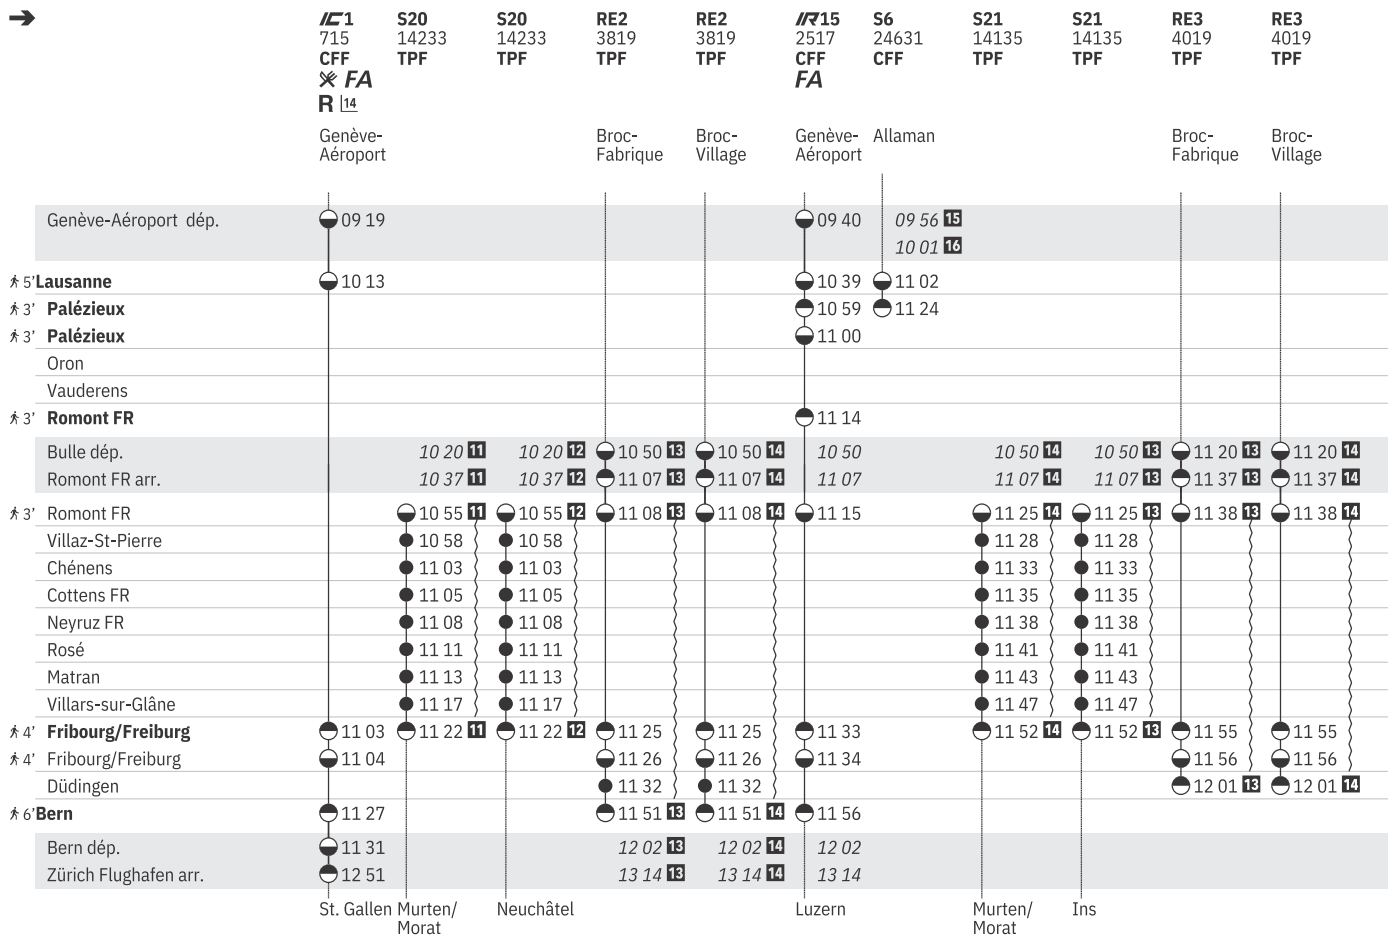 IC 1 S20 S20 RE2 RE2 IR 15 S6 S21 S21 RE3 RE3
715 14233 14233 3819 3819 2517 24631 14135 14135 4019 4019
CFF TPF TPF TPF TPF CFF CFF TPF TPF TPF TPF
FA FA
R 14
Genève- Broc- Broc- Genève- Allaman Broc- Broc-
Aéroport Fabrique Village Aéroport Fabrique Village
Genève-Aéroport dép. 09 19 09 40 09 56 15
10 01 16
5' Lausanne 10 13 10 39 11 02
3' Palézieux 10 59 11 24
3' Palézieux 11 00
Oron
Vauderens
3' Romont FR 11 14
Bulle dép. 10 20 11 10 20 12 10 50 13 10 50 14 10 50 10 50 14 10 50 13 11 20 13 11 20 14
Romont FR arr. 10 37 11 10 37 12 11 07 13 11 07 14 11 07 11 07 14 11 07 13 11 37 13 11 37 14
3' Romont FR 10 55 11 10 55 12 11 08 13 11 08 14 11 15 11 25 14 11 25 13 11 38 13 11 38 14
Villaz-St-Pierre 10 58 10 58 11 28 11 28
Chénens 11 03 11 03 11 33 11 33
Cottens FR 11 05 11 05 11 35 11 35
Neyruz FR 11 08 11 08 11 38 11 38
Rosé 11 11 11 11 11 41 11 41
Matran 11 13 11 13 11 43 11 43
Villars-sur-Glâne 11 17 11 17 11 47 11 47
4' Fribourg/Freiburg 11 03 11 22 11 11 22 12 11 25 11 25 11 33 11 52 14 11 52 13 11 55 11 55
4' Fribourg/Freiburg 11 04 11 26 11 26 11 34 11 56 11 56
Düdingen 11 32 11 32 12 01 13 12 01 14
6' Bern 11 27 11 51 13 11 51 14 11 56
Bern dép. 11 31 12 02 13 12 02 14 12 02
Zürich Flughafen arr. 12 51 13 14 13 13 14 14 13 14
St. Gallen Murten/ Neuchâtel Luzern Murten/ Ins
Morat Morat